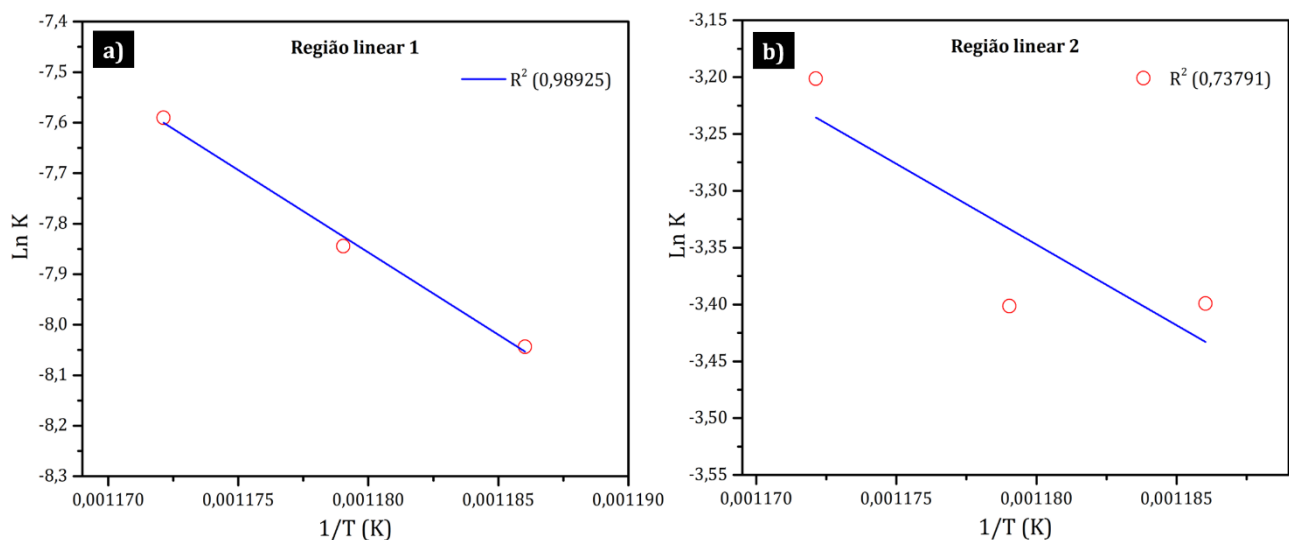 a)
Região linear 1
R² (0,98925)
-7,4
-7,5
-7,6
-7,7
-7,8
-7,9
-8,0
-8,1
-8,2
-8,3
Ln K
0,001170 0,001175 0,001180 0,001185 0,001190
1/T (K)
b)
Região linear 2
R² (0,73791)
-3,15
-3,20
-3,25
-3,30
-3,35
-3,40
-3,45
-3,50
-3,55
Ln K
0,001170 0,001175 0,001180 0,001185
1/T (K)